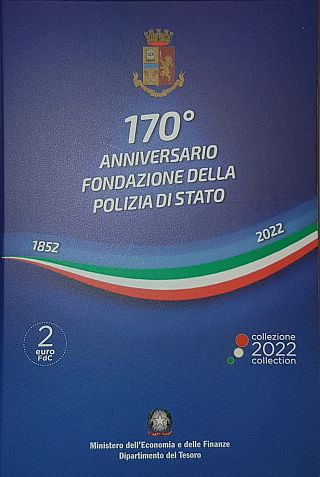 170°
ANNIVERSARIO
FONDAZIONE DELLA
POLIZIA DI STATO
1852
2022
2
euro
FdC
collezione
2022
collection
Ministero dell'Economia e delle Finanze
Dipartimento del Tesoro